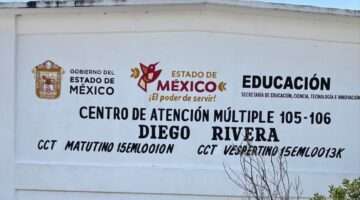 GOBIERNO DEL
ESTADO DE
MÉXICO
ESTADO DE
MÉXICO
¡El poder de servir!
EDUCACIÓN
SECRETARÍA DE EDUCACIÓN, CIENCIA, TECNOLOGÍA E INNOVACIÓN
CENTRO DE ATENCIÓN MÚLTIPLE 105-106
DIEGO RIVERA
CCT MATUTINO 15EML0010N CCT VESPERTINO 15EML0013K